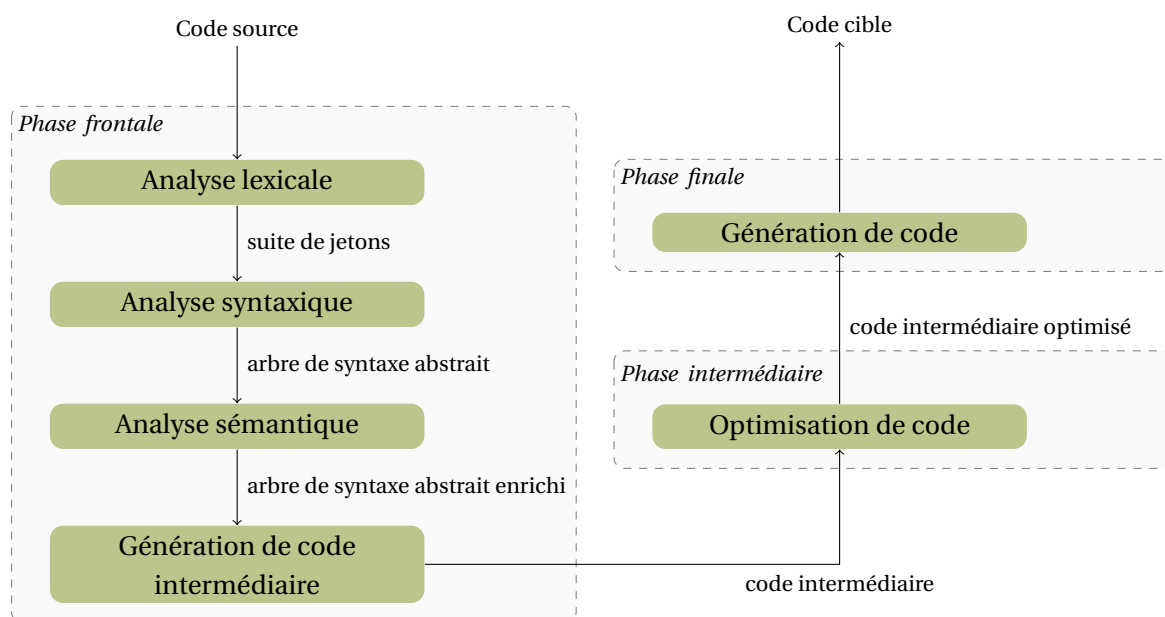 Code source
Phase frontale
Analyse lexicale
suite de jetons
Analyse syntaxique
arbre de syntaxe abstrait
Analyse sémantique
arbre de syntaxe abstrait enrichi
Génération de code
intermédiaire
code intermédiaire
Phase intermédiaire
Optimisation de code
code intermédiaire optimisé
Phase finale
Génération de code
Code cible